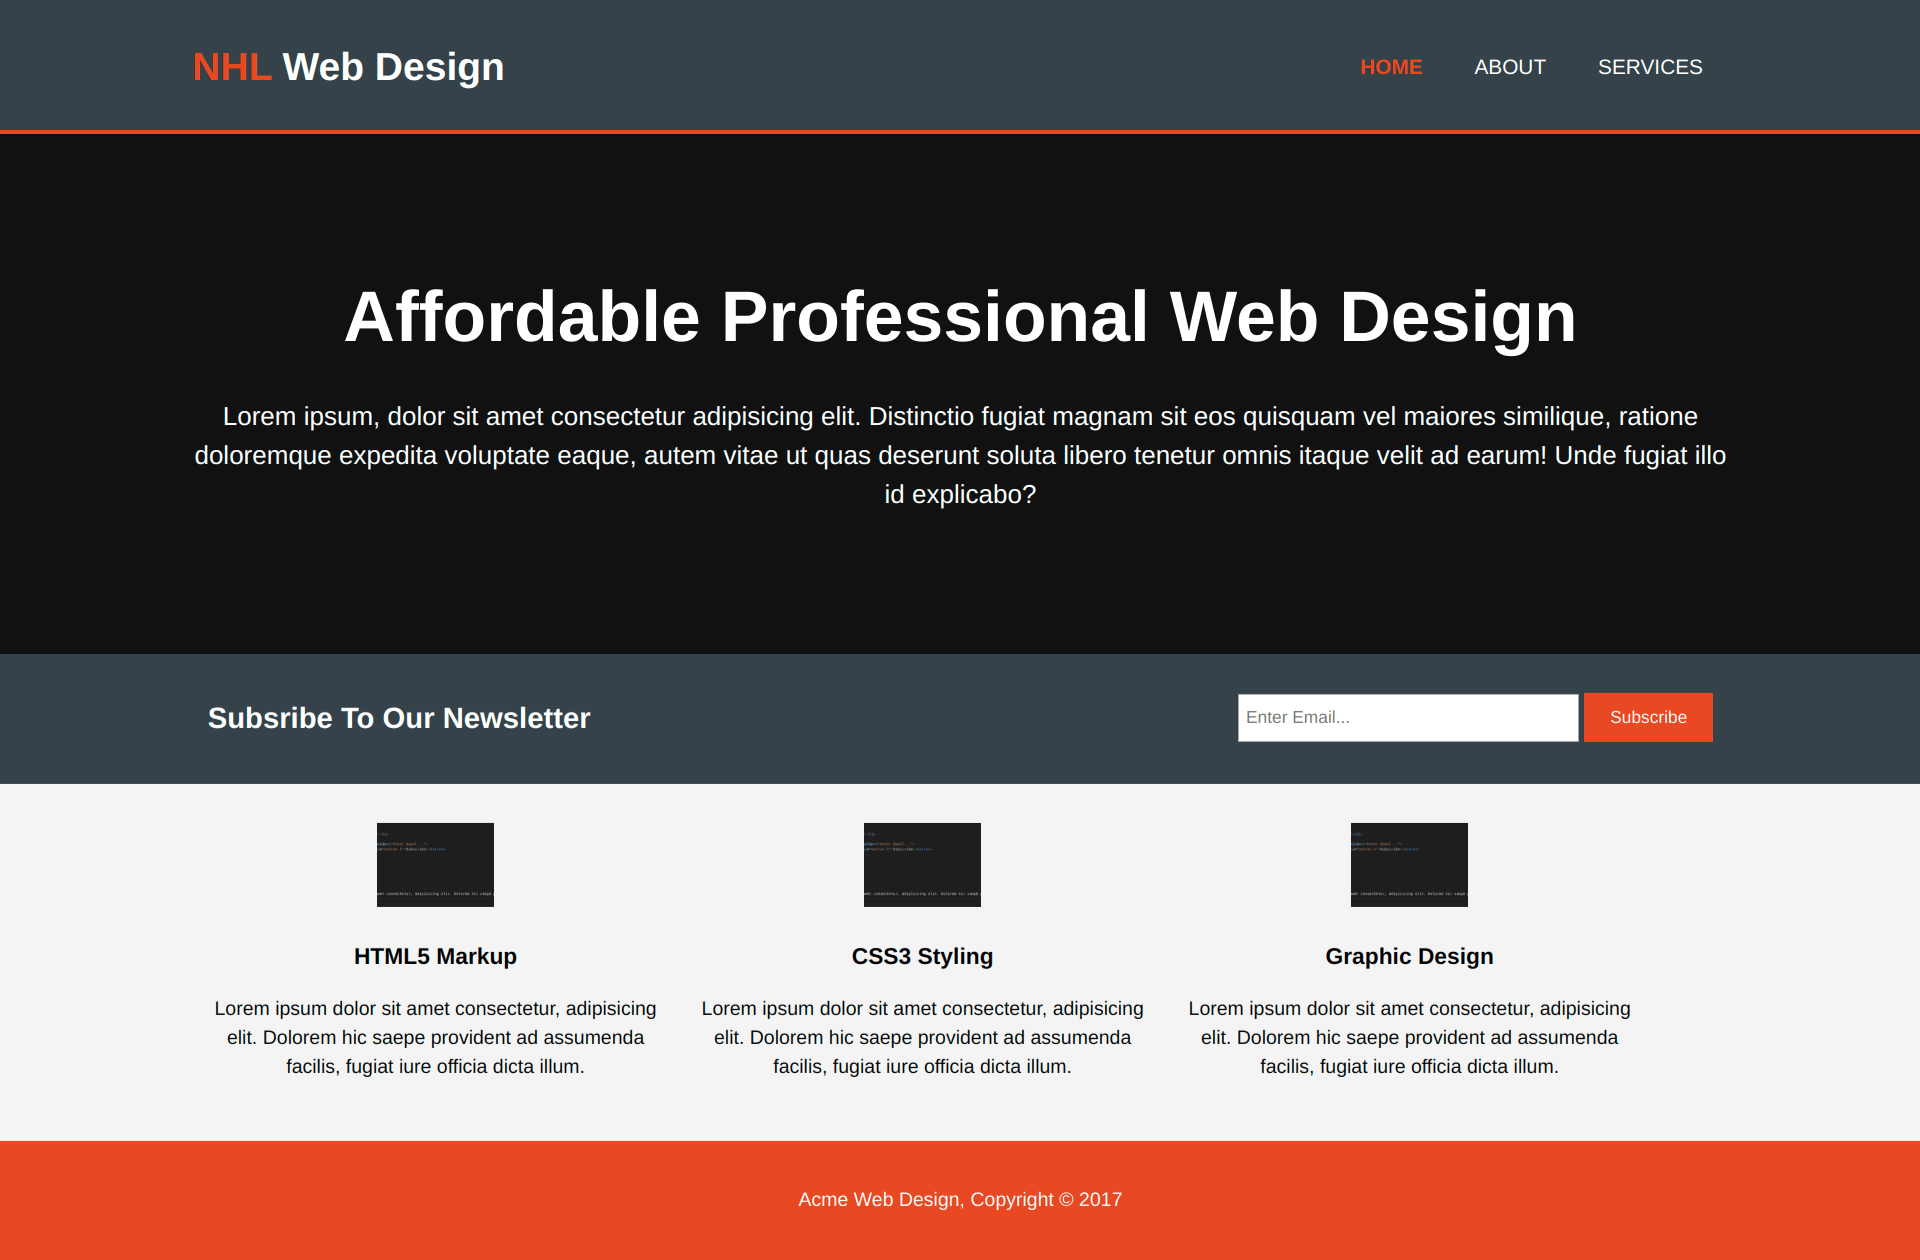 NHL Web Design
HOME ABOUT SERVICES
Affordable Professional Web Design
Lorem ipsum, dolor sit amet consectetur adipisicing elit. Distinctio fugiat magnam sit eos quisquam vel maiores similique, ratione
doloremque expedita voluptate eaque, autem vitae ut quas deserunt soluta libero tenetur omnis itaque velit ad earum! Unde fugiat illo
id explicabo?
Subsribe To Our Newsletter
Enter Email...
Subscribe
HTML5 Markup
Lorem ipsum dolor sit amet consectetur, adipisicing
elit. Dolorem hic saepe provident ad assumenda
facilis, fugiat iure officia dicta illum.
CSS3 Styling
Lorem ipsum dolor sit amet consectetur, adipisicing
elit. Dolorem hic saepe provident ad assumenda
facilis, fugiat iure officia dicta illum.
Graphic Design
Lorem ipsum dolor sit amet consectetur, adipisicing
elit. Dolorem hic saepe provident ad assumenda
facilis, fugiat iure officia dicta illum.
Acme Web Design, Copyright © 2017